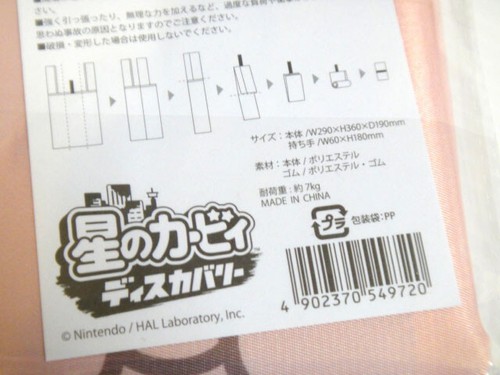 さい。
■強く引っ張ったり、無理な力を加えるなど、過度な負荷や
思わぬ事故の原因となりますのでご注意ください。
■破損・変形した場合は使用しないでください。
サイズ：本体/W290×H360×D190mm
持ち手/W60×H180mm
素材：本体/ポリエステル
ゴム/ポリエステル・ゴム
耐荷重：約7kg
MADE IN CHINA
プラ
包装袋：PP
星のカービィ
ディスカバリー
4 902370 549720
© Nintendo / HAL Laboratory, Inc.